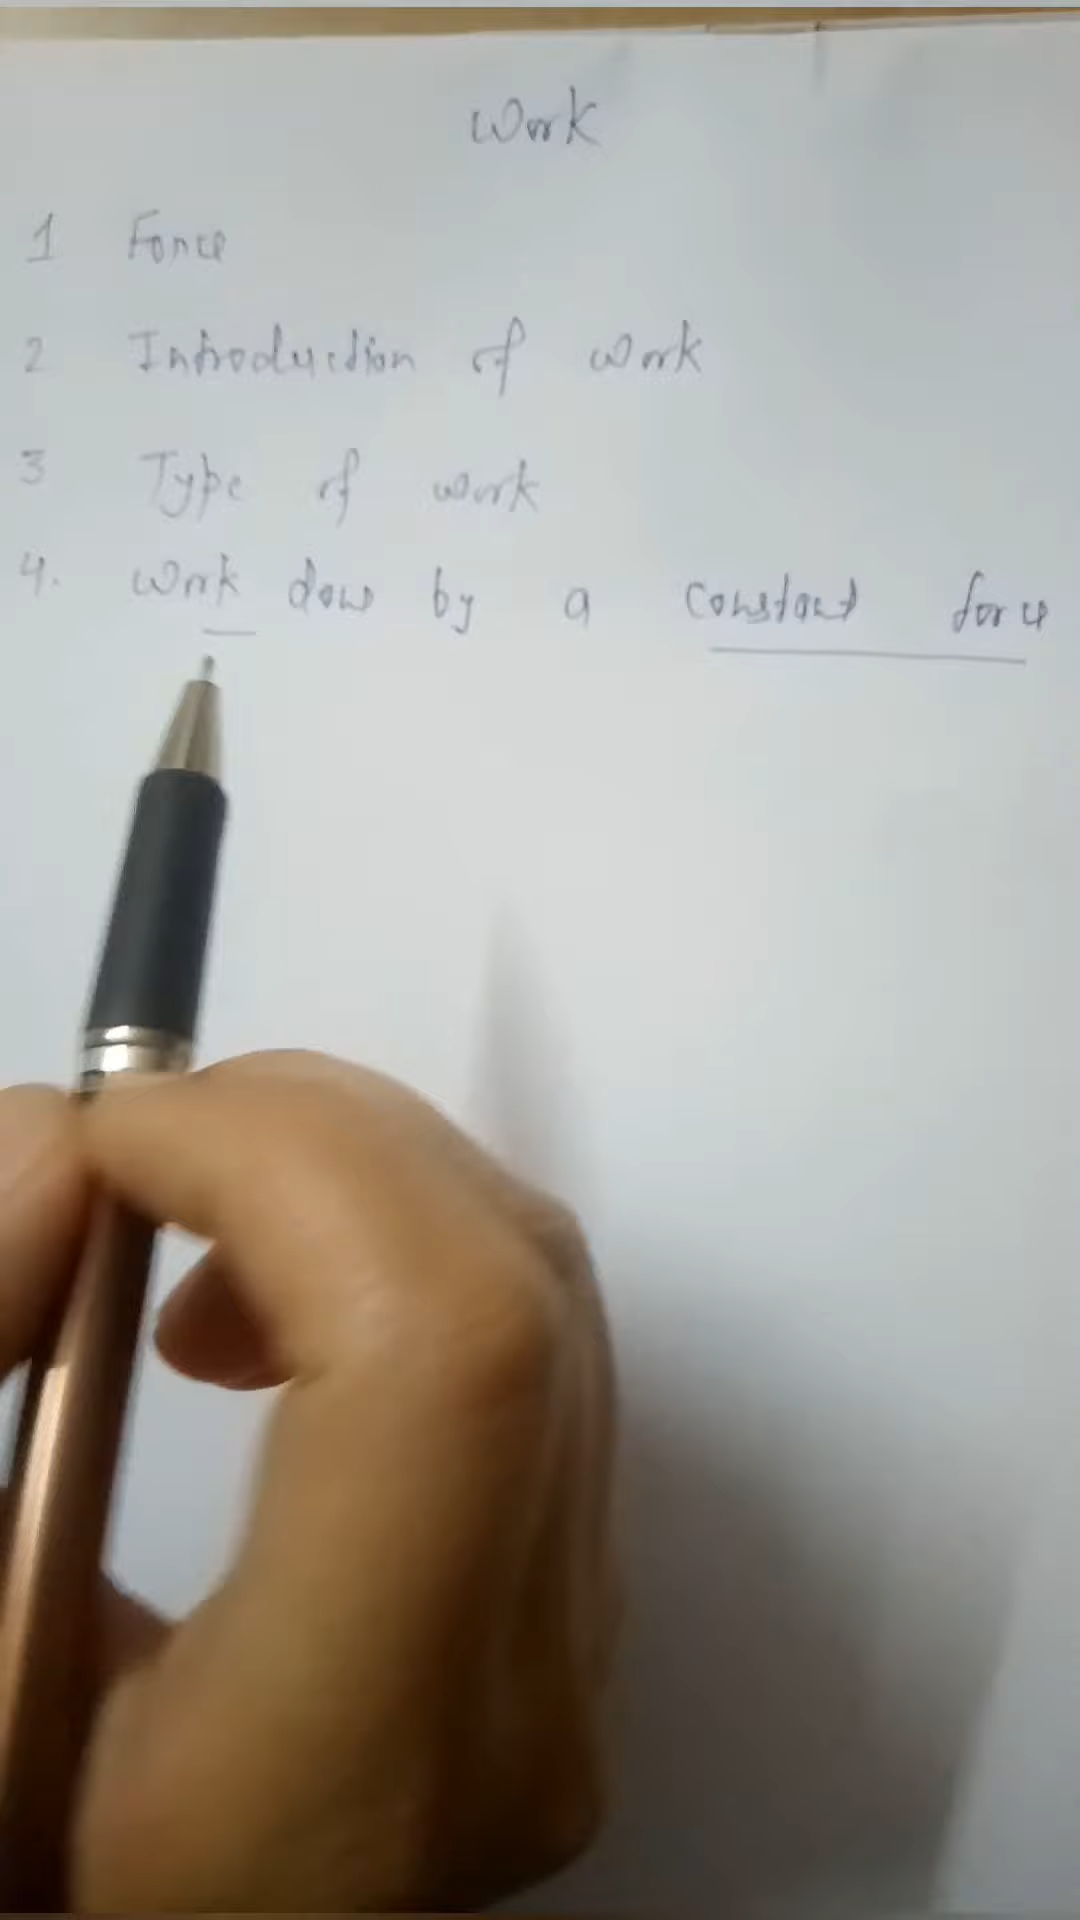 Work
1 Force
2 Introduction of work
3 Type of work
4. Work done by a constant force